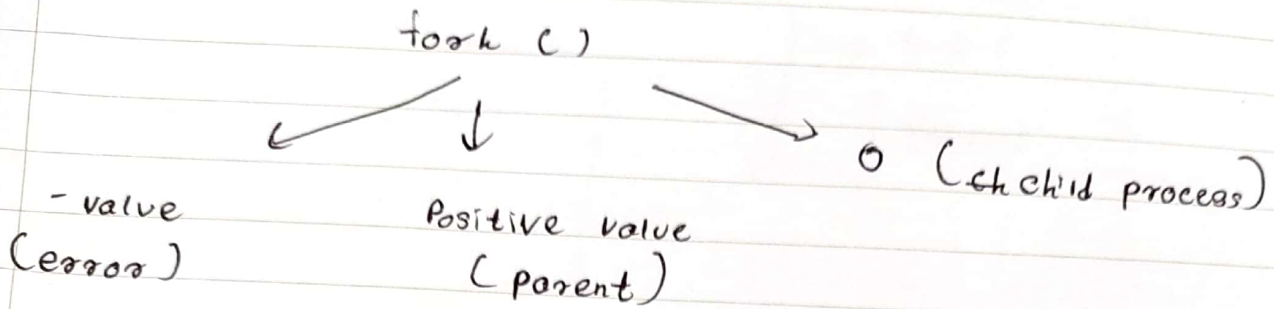 fork ()
0 (ch child process)
- value
Positive value
(error)
(parent)